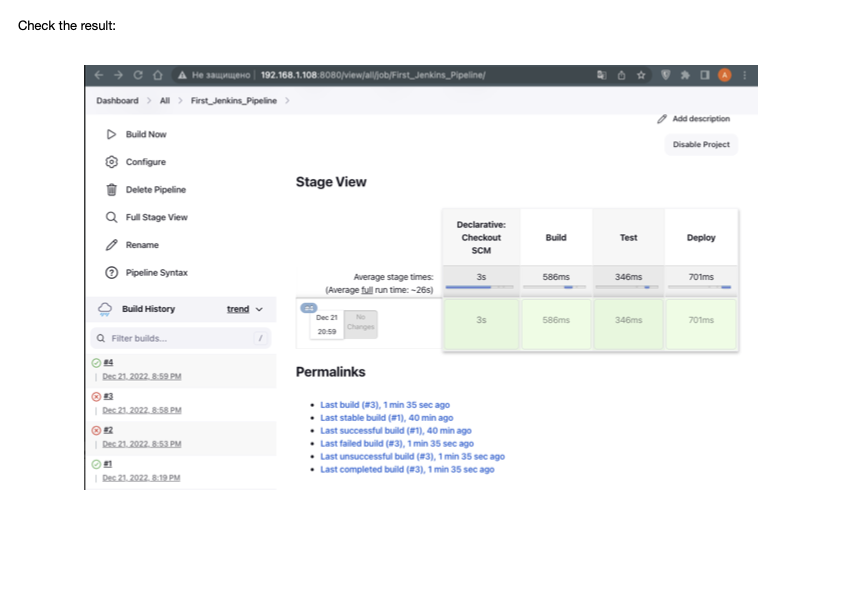 Check the result:
Не защищено | 192.168.1.108:8080/view/all/job/First_Jenkins_Pipeline/
Dashboard > All > First_Jenkins_Pipeline >
Add description
Disable Project
Build Now
Configure
Delete Pipeline
Full Stage View
Rename
Pipeline Syntax
Build History trend
Filter builds... /
#4
Dec 21, 2022, 8:59 PM
#3
Dec 21, 2022, 8:58 PM
#2
Dec 21, 2022, 8:53 PM
#1
Dec 21, 2022, 8:19 PM
Stage View
Declarative: Build Test Deploy
Checkout
SCM
Average stage times: 3s 586ms 346ms 701ms
(Average full run time: ~26s)
#4
Dec 21 No
20:59 Changes
3s 586ms 346ms 701ms
Permalinks
• Last build (#3), 1 min 35 sec ago
• Last stable build (#1), 40 min ago
• Last successful build (#1), 40 min ago
• Last failed build (#3), 1 min 35 sec ago
• Last unsuccessful build (#3), 1 min 35 sec ago
• Last completed build (#3), 1 min 35 sec ago